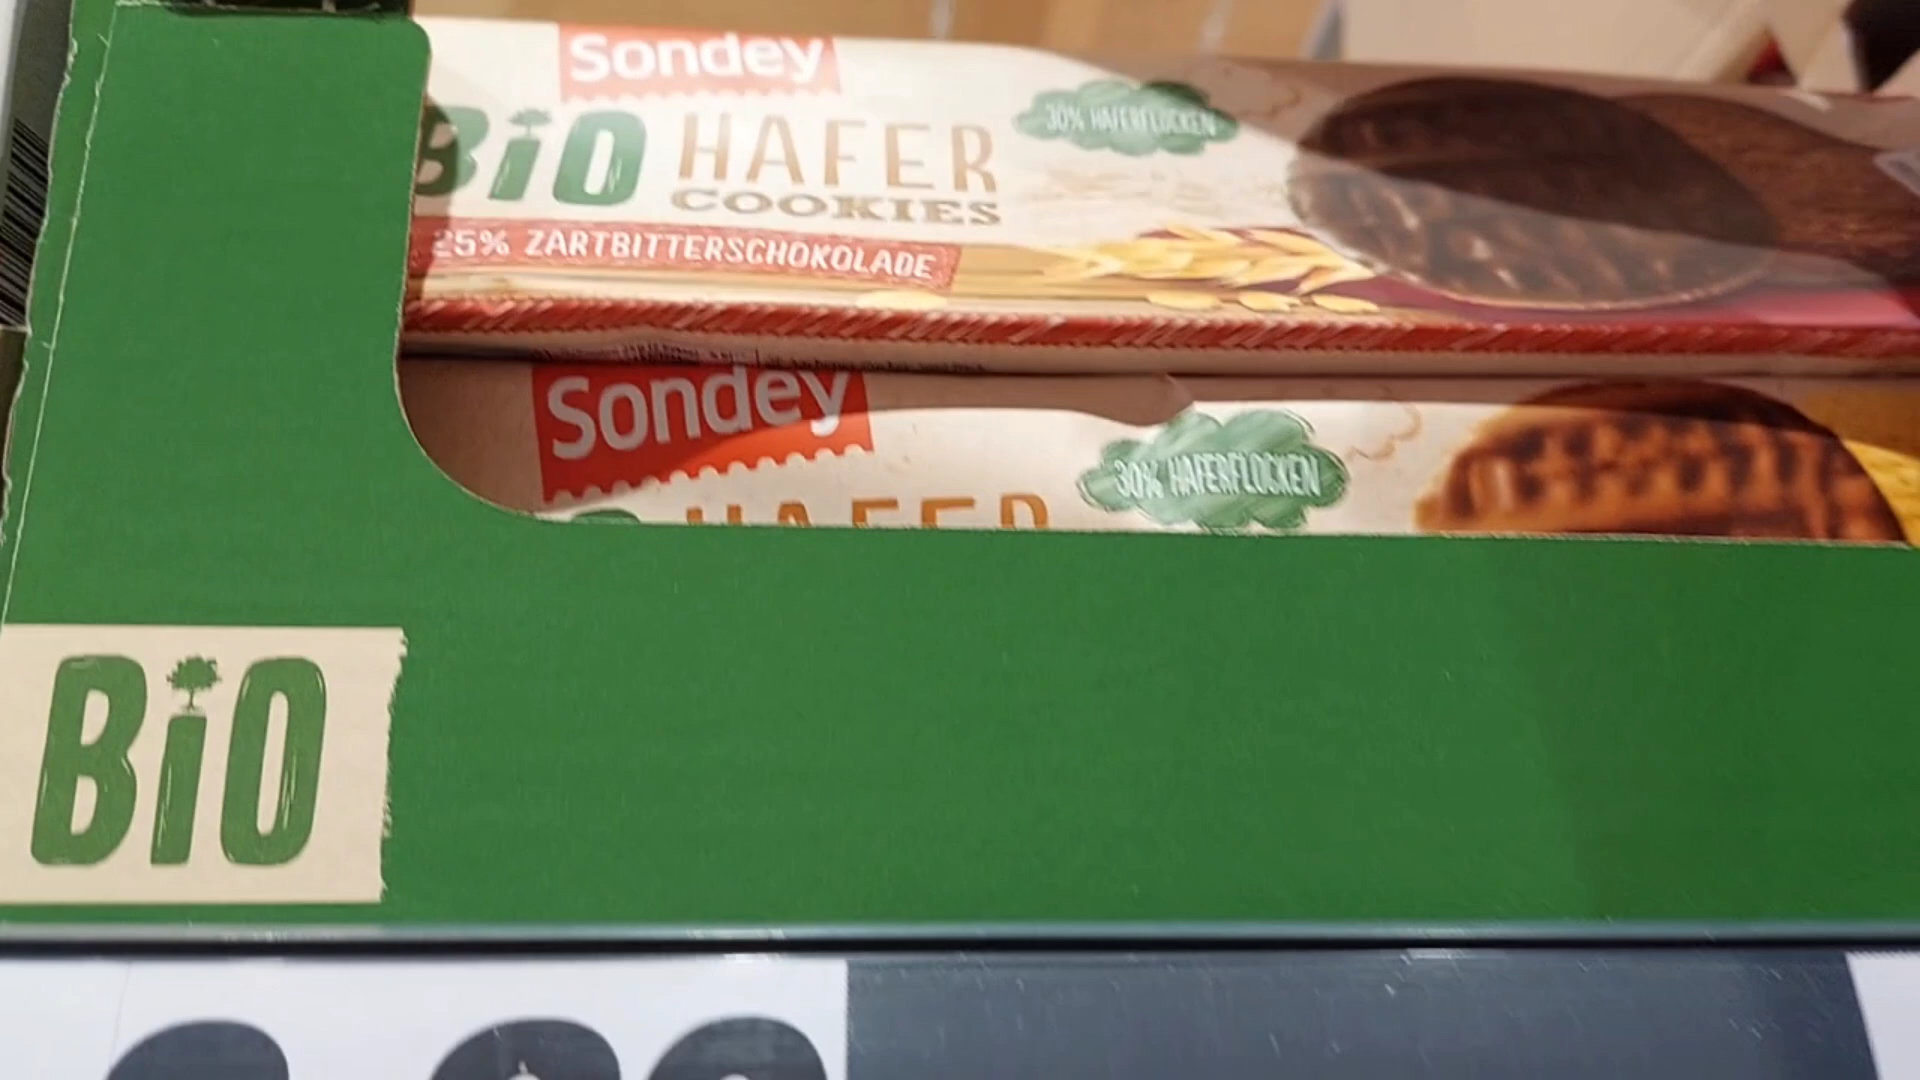 Sondey
BiO HAFER
COOKIES
30% HAFERFLOCKEN
25% ZARTBITTERSCHOKOLADE
Sondey
30% HAFERFLOCKEN
HAFER
BiO